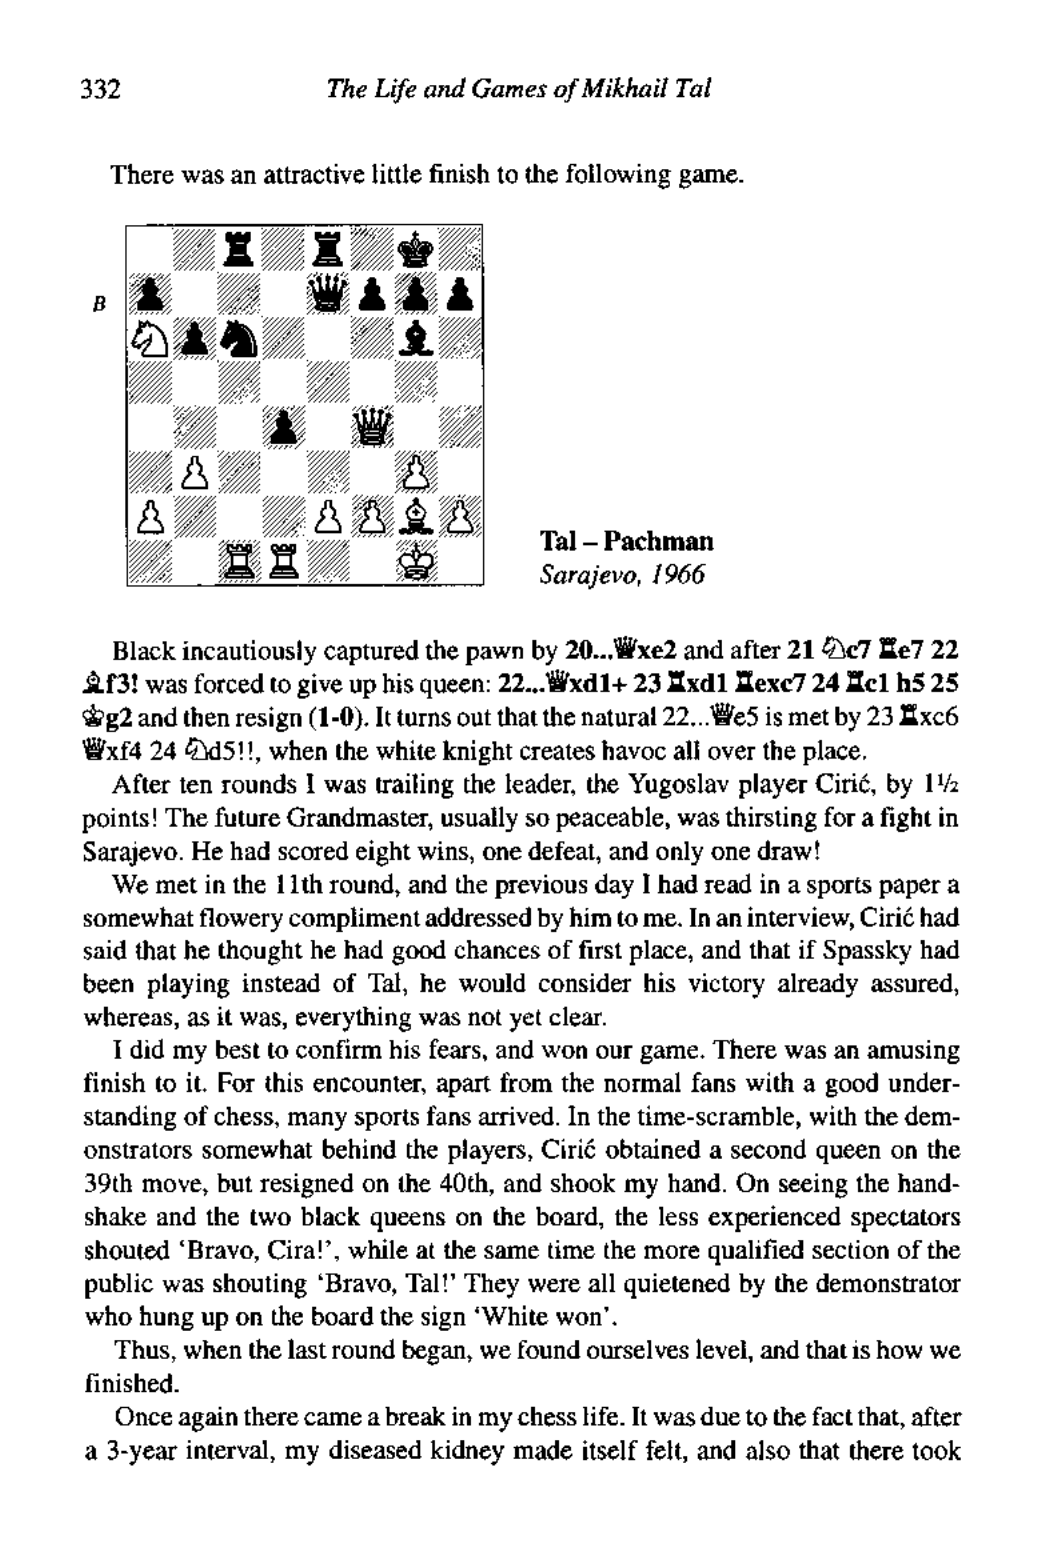 332 The Life and Games of Mikhail Tal
There was an attractive little finish to the following game.
B
Tal – Pachman
Sarajevo, 1966
Black incautiously captured the pawn by 20...♕xe2 and after 21 ♘c7 ♖e7 22
♗f3! was forced to give up his queen: 22...♕xd1+ 23 ♖xd1 ♖exc7 24 ♖c1 h5 25
♔g2 and then resign (1-0). It turns out that the natural 22...♕e5 is met by 23 ♖xc6
♕xf4 24 ♘d5!!, when the white knight creates havoc all over the place.
After ten rounds I was trailing the leader, the Yugoslav player Cirić, by 1½
points! The future Grandmaster, usually so peaceable, was thirsting for a fight in
Sarajevo. He had scored eight wins, one defeat, and only one draw!
We met in the 11th round, and the previous day I had read in a sports paper a
somewhat flowery compliment addressed by him to me. In an interview, Cirić had
said that he thought he had good chances of first place, and that if Spassky had
been playing instead of Tal, he would consider his victory already assured,
whereas, as it was, everything was not yet clear.
I did my best to confirm his fears, and won our game. There was an amusing
finish to it. For this encounter, apart from the normal fans with a good under-
standing of chess, many sports fans arrived. In the time-scramble, with the dem-
onstrators somewhat behind the players, Cirić obtained a second queen on the
39th move, but resigned on the 40th, and shook my hand. On seeing the hand-
shake and the two black queens on the board, the less experienced spectators
shouted ‘Bravo, Cira!’, while at the same time the more qualified section of the
public was shouting ‘Bravo, Tal!’ They were all quietened by the demonstrator
who hung up on the board the sign ‘White won’.
Thus, when the last round began, we found ourselves level, and that is how we
finished.
Once again there came a break in my chess life. It was due to the fact that, after
a 3-year interval, my diseased kidney made itself felt, and also that there took